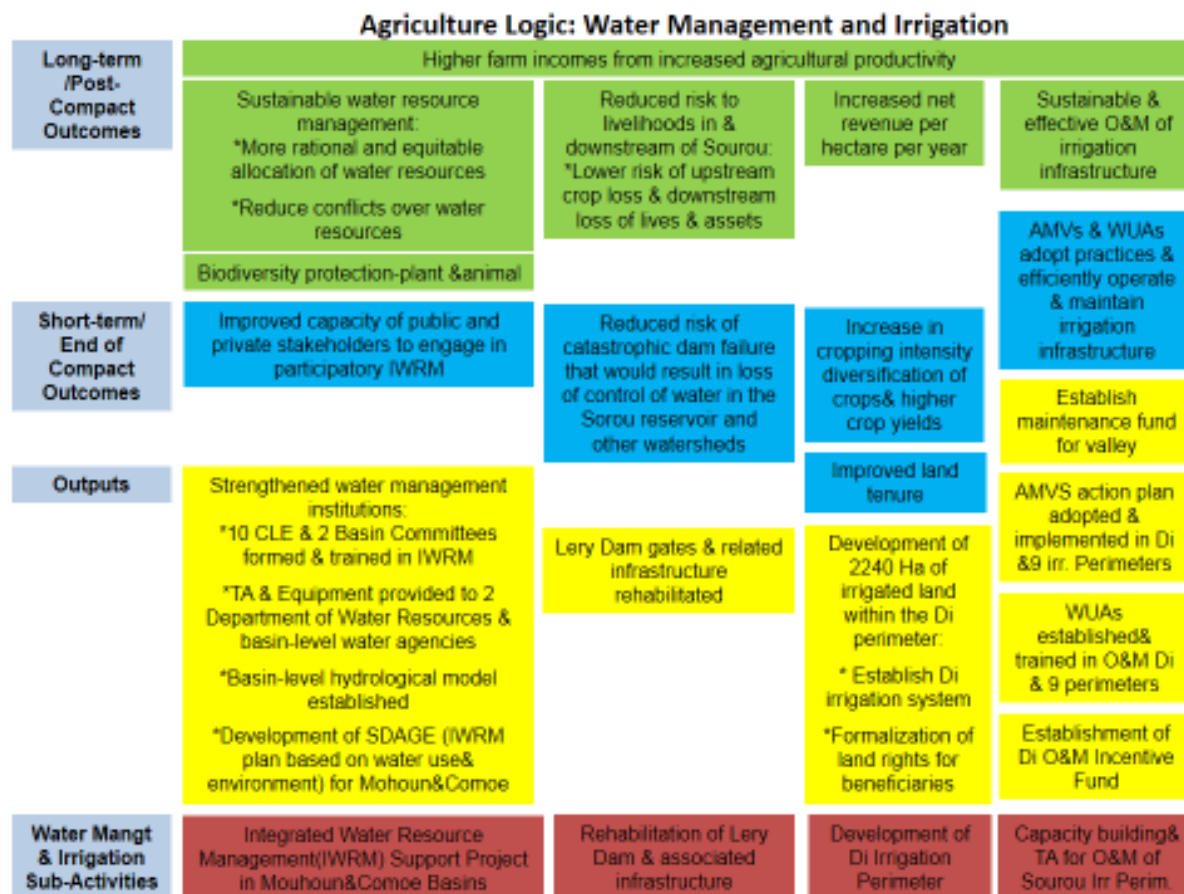 Agriculture Logic: Water Management and Irrigation
Long-term
/Post-
Compact
Outcomes
Higher farm incomes from increased agricultural productivity
Sustainable water resource
management:
*More rational and equitable
allocation of water resources
*Reduce conflicts over water
resources
Biodiversity protection-plant &animal
Reduced risk to
livelihoods in &
downstream of Sourou:
*Lower risk of upstream
crop loss & downstream
loss of lives & assets
Increased net
revenue per
hectare per year
Sustainable &
effective O&M of
irrigation
infrastructure
AMVs & WUAs
adopt practices &
efficiently operate
& maintain
irrigation
infrastructure
Short-term/
End of
Compact
Outcomes
Improved capacity of public and
private stakeholders to engage in
participatory IWRM
Reduced risk of
catastrophic dam failure
that would result in loss
of control of water in the
Sorou reservoir and
other watersheds
Increase in
cropping intensity
diversification of
crops& higher
crop yields
Improved land
tenure
Establish
maintenance fund
for valley
Outputs
Strengthened water management
institutions:
*10 CLE & 2 Basin Committees
formed & trained in IWRM
*TA & Equipment provided to 2
Department of Water Resources &
basin-level water agencies
*Basin-level hydrological model
established
*Development of SDAGE (IWRM
plan based on water use&
environment) for Mohoun&Comoe
Lery Dam gates & related
infrastructure
rehabilitated
Development of
2240 Ha of
irrigated land
within the Di
perimeter:
* Establish Di
irrigation system
*Formalization of
land rights for
beneficiaries
AMVS action plan
adopted &
implemented in Di
&9 irr. Perimeters
WUAs
established&
trained in O&M Di
& 9 perimeters
Establishment of
Di O&M Incentive
Fund
Water Mangt
& Irrigation
Sub-Activities
Integrated Water Resource
Management(IWRM) Support Project
in Mouhoun&Comoe Basins
Rehabilitation of Lery
Dam & associated
infrastructure
Development of
Di Irrigation
Perimeter
Capacity building&
TA for O&M of
Sourou Irr Perim.